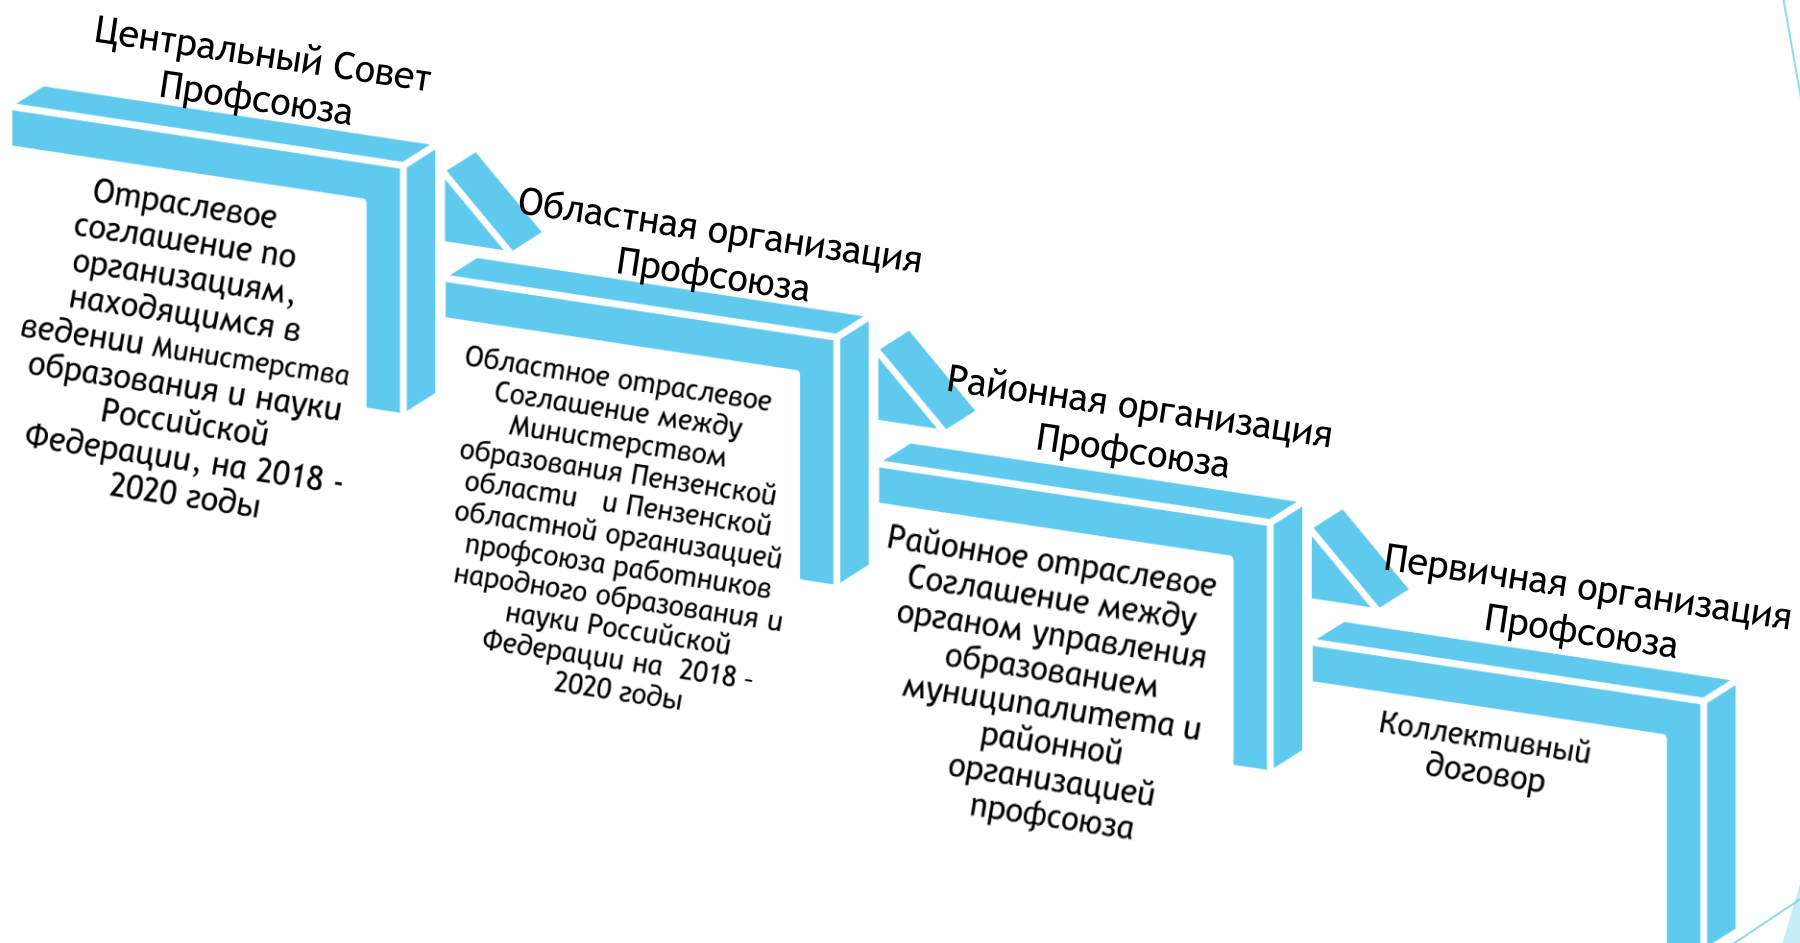 Центральный Совет
Профсоюза
Отраслевое
соглашение по
организациям,
находящимся в
ведении Министерства
образования и науки
Российской
Федерации, на 2018 -
2020 годы
Областная организация
Профсоюза
Областное отраслевое
Соглашение между
Министерством
образования Пензенской
области и Пензенской
областной организацией
профсоюза работников
народного образования и
науки Российской
Федерации на 2018 -
2020 годы
Районная организация
Профсоюза
Районное отраслевое
Соглашение между
органом управления
образованием
муниципалитета и
районной
организацией
профсоюза
Первичная организация
Профсоюза
Коллективный
договор